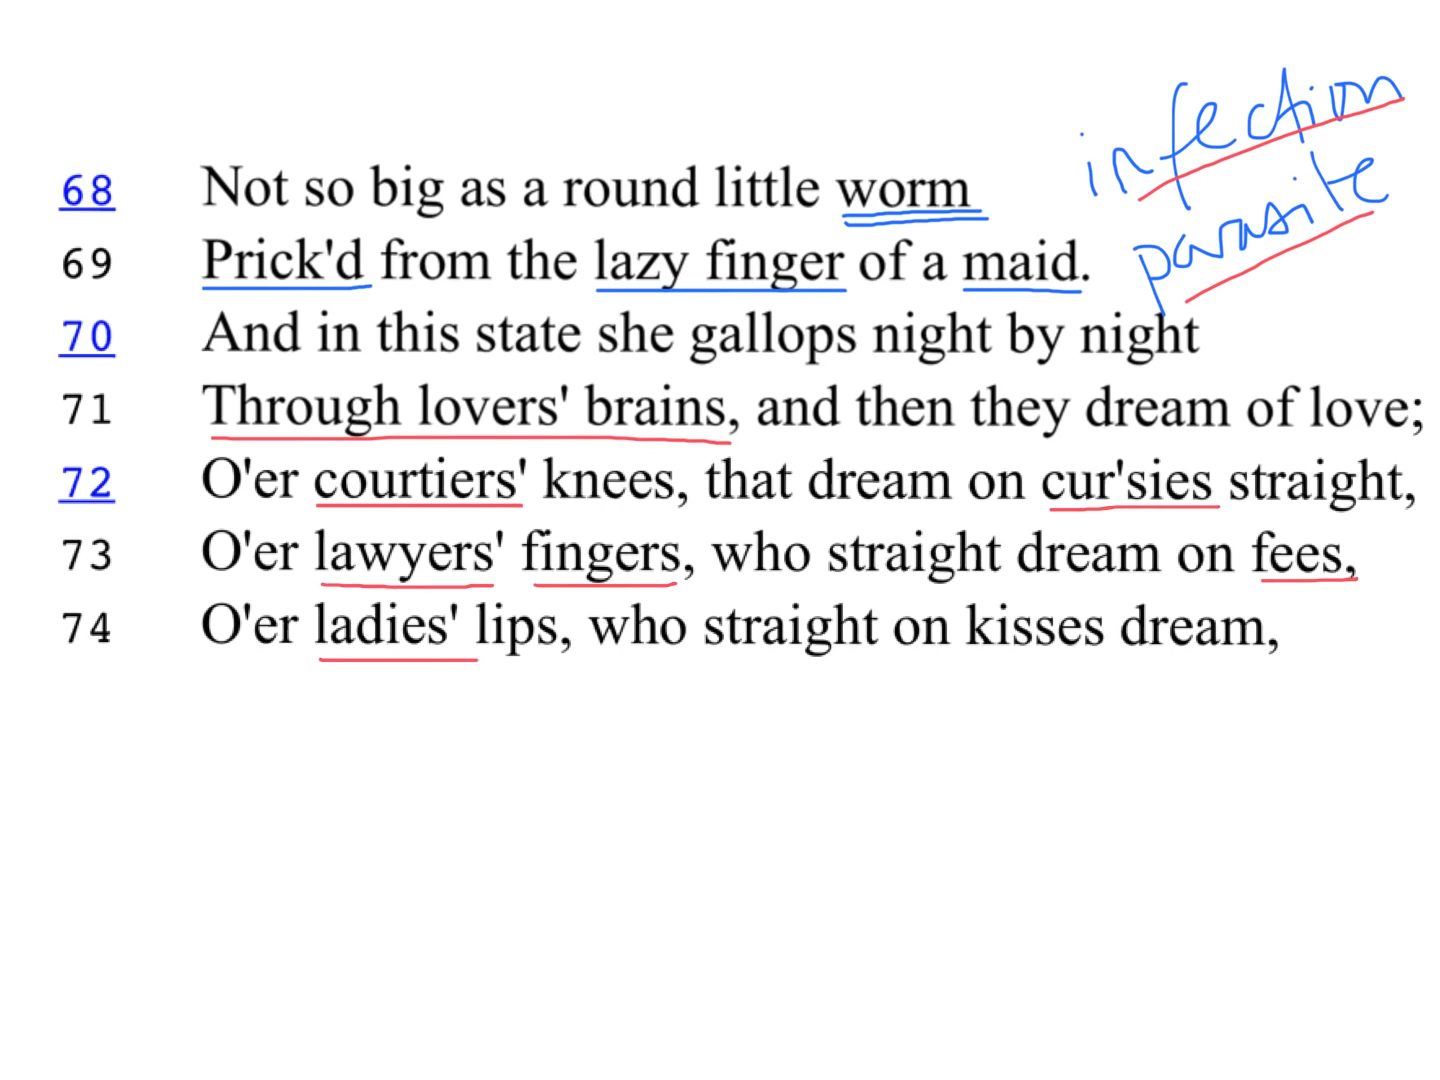 infection
parasite
68 Not so big as a round little worm
69 Prick'd from the lazy finger of a maid.
70 And in this state she gallops night by night
71 Through lovers' brains, and then they dream of love;
72 O'er courtiers' knees, that dream on cur'sies straight,
73 O'er lawyers' fingers, who straight dream on fees,
74 O'er ladies' lips, who straight on kisses dream,